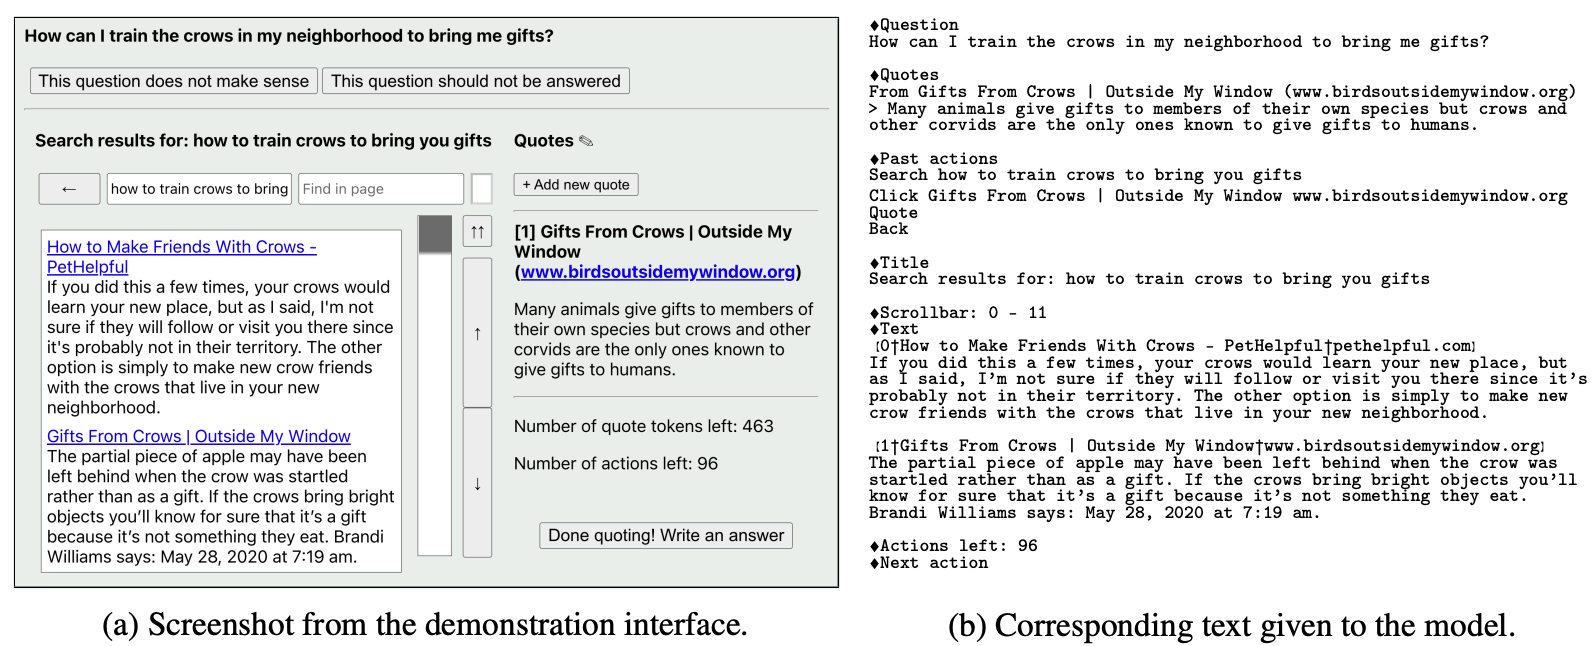 How can I train the crows in my neighborhood to bring me gifts?
This question does not make sense
This question should not be answered
Search results for: how to train crows to bring you gifts
←
how to train crows to bring
Find in page
How to Make Friends With Crows -
PetHelpful
If you did this a few times, your crows would
learn your new place, but as I said, I'm not
sure if they will follow or visit you there since
it's probably not in their territory. The other
option is simply to make new crow friends
with the crows that live in your new
neighborhood.
Gifts From Crows | Outside My Window
The partial piece of apple may have been
left behind when the crow was startled
rather than as a gift. If the crows bring bright
objects you’ll know for sure that it’s a gift
because it’s not something they eat. Brandi
Williams says: May 28, 2020 at 7:19 am.
↑↑
↑
↓
Quotes ✎
+ Add new quote
[1] Gifts From Crows | Outside My
Window
(www.birdsoutsidemywindow.org)
Many animals give gifts to members of
their own species but crows and other
corvids are the only ones known to
give gifts to humans.
Number of quote tokens left: 463
Number of actions left: 96
Done quoting! Write an answer
(a) Screenshot from the demonstration interface.
♦Question
How can I train the crows in my neighborhood to bring me gifts?
♦Quotes
From Gifts From Crows | Outside My Window (www.birdsoutsidemywindow.org)
> Many animals give gifts to members of their own species but crows and
other corvids are the only ones known to give gifts to humans.
♦Past actions
Search how to train crows to bring you gifts
Click Gifts From Crows | Outside My Window www.birdsoutsidemywindow.org
Quote
Back
♦Title
Search results for: how to train crows to bring you gifts
♦Scrollbar: 0 - 11
♦Text
【0†How to Make Friends With Crows - PetHelpful†pethelpful.com】
If you did this a few times, your crows would learn your new place, but
as I said, I’m not sure if they will follow or visit you there since it’s
probably not in their territory. The other option is simply to make new
crow friends with the crows that live in your new neighborhood.
【1†Gifts From Crows | Outside My Window†www.birdsoutsidemywindow.org】
The partial piece of apple may have been left behind when the crow was
startled rather than as a gift. If the crows bring bright objects you’ll
know for sure that it’s a gift because it’s not something they eat.
Brandi Williams says: May 28, 2020 at 7:19 am.
♦Actions left: 96
♦Next action
(b) Corresponding text given to the model.